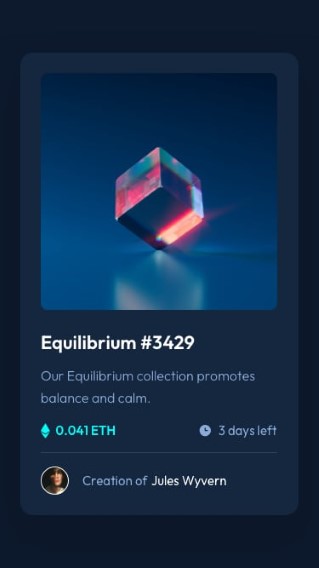 Equilibrium #3429
Our Equilibrium collection promotes
balance and calm.
0.041 ETH 3 days left
Creation of Jules Wyvern